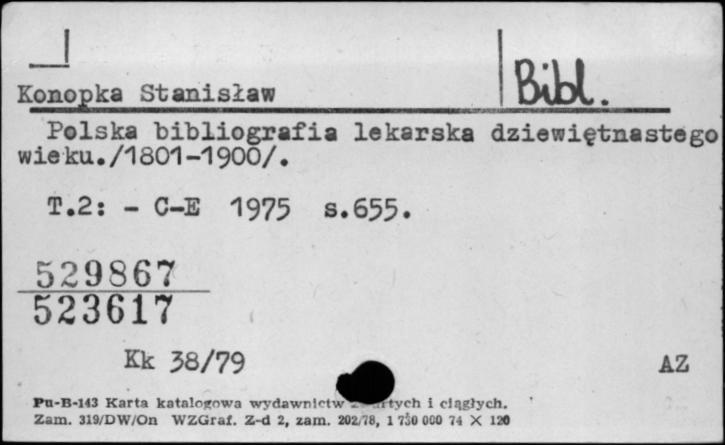 Bibl.
Konopka Stanisław
Polska bibliografia lekarska dziewiętnastego
wieku./1801-1900/.
T.2: - C-E 1975 s.655.
529867
523617
Kk 38/79
AZ
Pu-B-143 Karta katalogowa wydawnictw i ciągłych.
Zam. 319/DW/On WZGraf. Z-d 2, zam. 202/78, 1 750 000 74 X 120